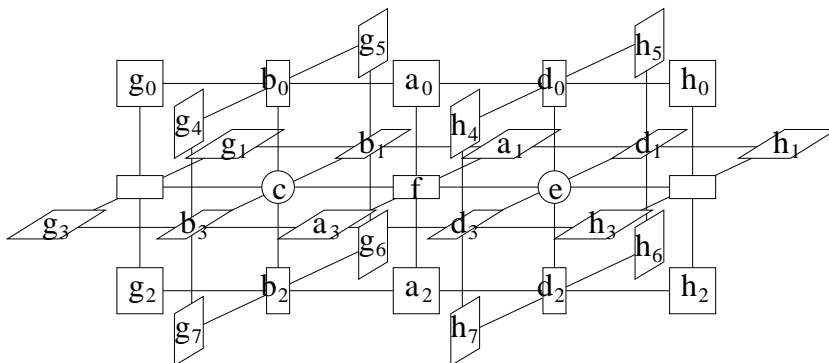 g5 h5
g0 b0 a0 d0 h0
g4 h4
g1 b1 a1 d1 h1
c f e
g3 b3 a3 d3 h3
g6 h6
g2 b2 a2 d2 h2
g7 h7